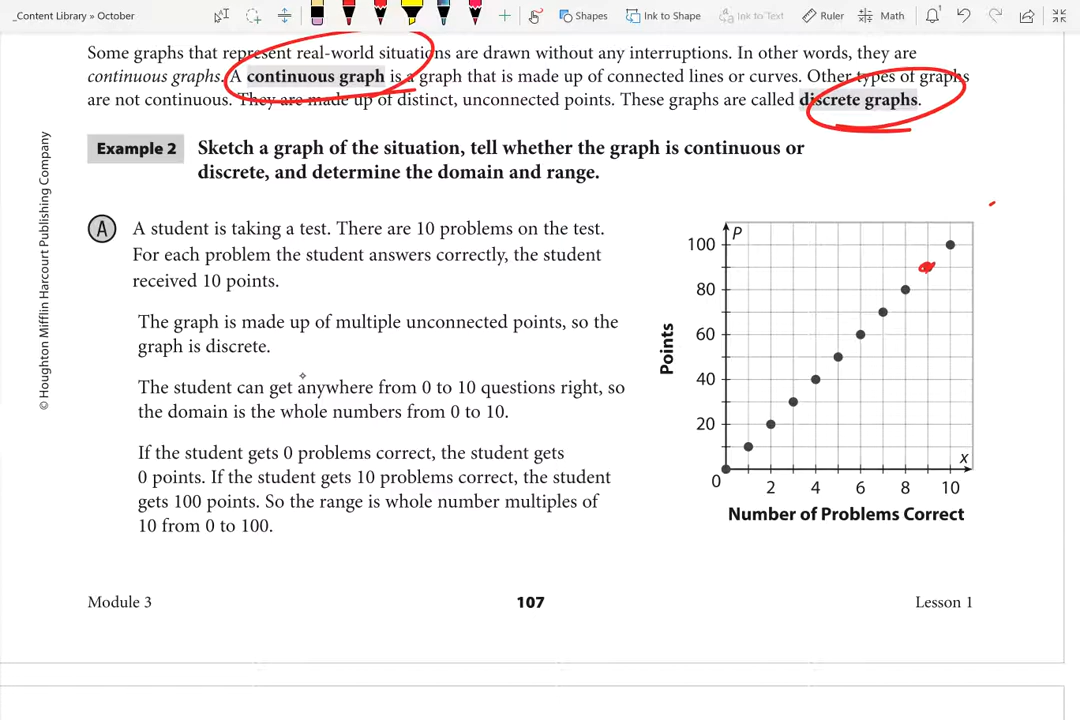 _Content Library » October
Shapes
Ink to Shape
Ink to Text
Ruler
Math
Some graphs that represent real-world situations are drawn without any interruptions. In other words, they are
continuous graphs. A continuous graph is a graph that is made up of connected lines or curves. Other types of graphs
are not continuous. They are made up of distinct, unconnected points. These graphs are called discrete graphs.
Example 2 Sketch a graph of the situation, tell whether the graph is continuous or
discrete, and determine the domain and range.
© Houghton Mifflin Harcourt Publishing Company
A A student is taking a test. There are 10 problems on the test.
For each problem the student answers correctly, the student
received 10 points.
The graph is made up of multiple unconnected points, so the
graph is discrete.
The student can get anywhere from 0 to 10 questions right, so
the domain is the whole numbers from 0 to 10.
If the student gets 0 problems correct, the student gets
0 points. If the student gets 10 problems correct, the student
gets 100 points. So the range is whole number multiples of
10 from 0 to 100.
P
100
80
60
40
20
Points
x
0 2 4 6 8 10
Number of Problems Correct
Module 3
107
Lesson 1